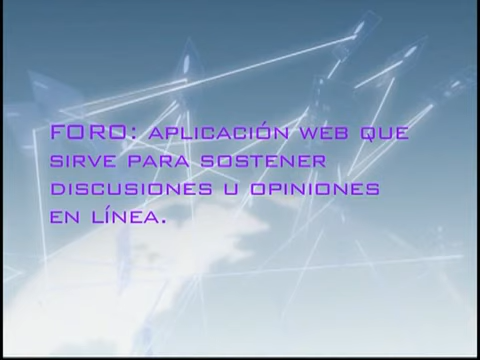 FORO: APLICACIÓN WEB QUE
SIRVE PARA SOSTENER
DISCUSIONES U OPINIONES
EN LÍNEA.